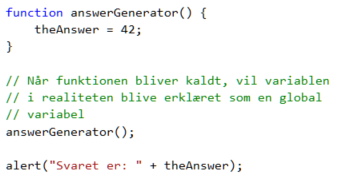 function answerGenerator() {
    theAnswer = 42;
}
// Når funktionen bliver kaldt, vil variablen
// i realiteten blive erklæret som en global
// variabel
answerGenerator();
alert("Svaret er: " + theAnswer);